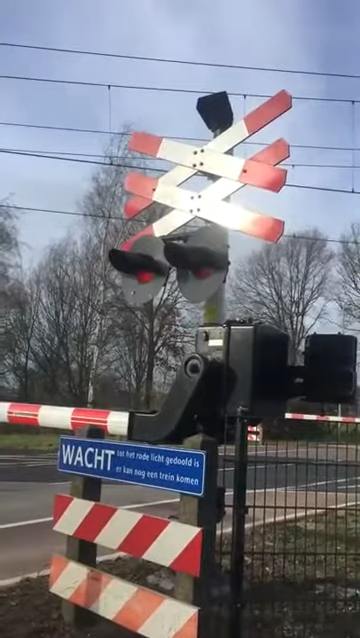 WACHT tot het rode licht gedoofd is
er kan nog een trein komen